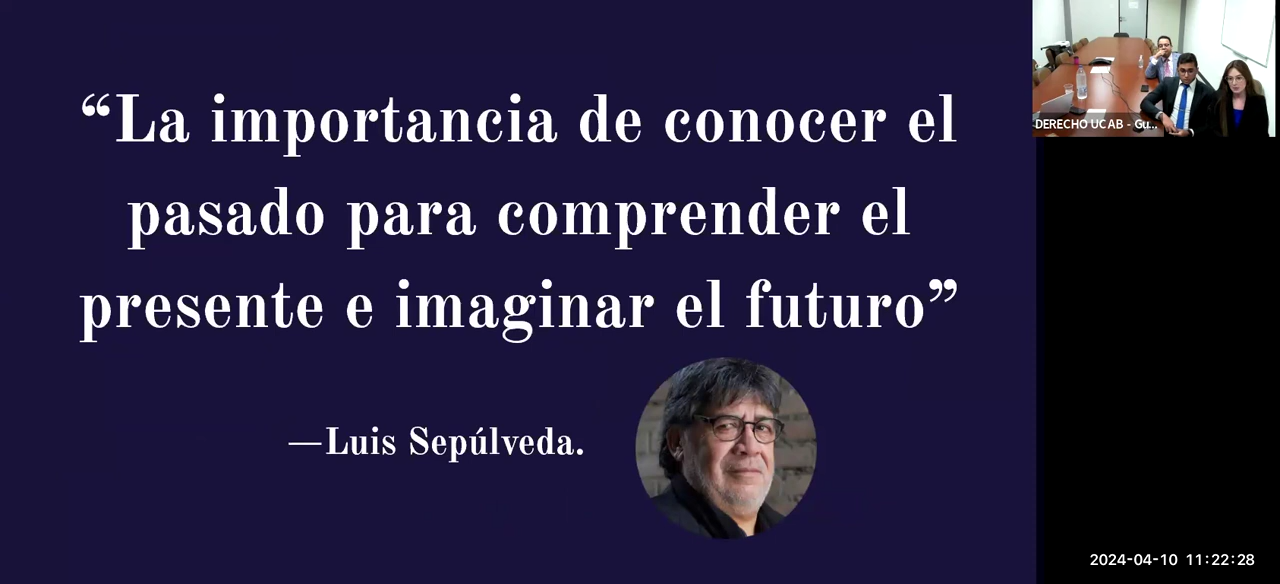 “La importancia de conocer el
pasado para comprender el
presente e imaginar el futuro”
—Luis Sepúlveda.
DERECHO UCAB - Gu...
2024-04-10 11:22:28